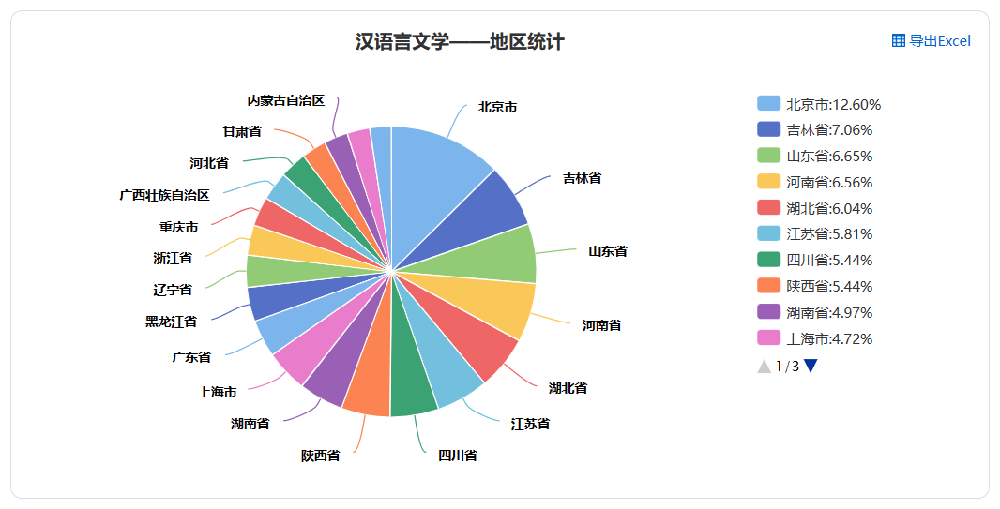 汉语言文学——地区统计
导出Excel
内蒙古自治区
北京市
甘肃省
河北省
吉林省
广西壮族自治区
重庆市
山东省
浙江省
辽宁省
黑龙江省
河南省
广东省
上海市
湖北省
湖南省
江苏省
陕西省
四川省
北京市:12.60%
吉林省:7.06%
山东省:6.65%
河南省:6.56%
湖北省:6.04%
江苏省:5.81%
四川省:5.44%
陕西省:5.44%
湖南省:4.97%
上海市:4.72%
1/3